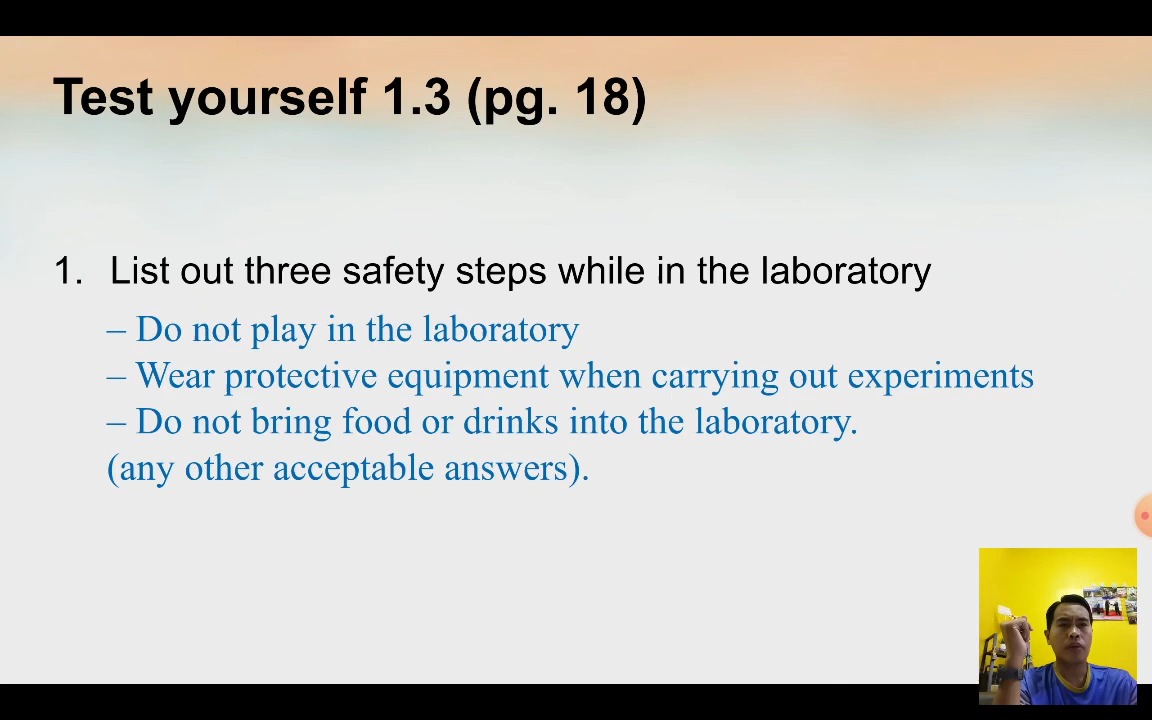 Test yourself 1.3 (pg. 18)
1. List out three safety steps while in the laboratory
– Do not play in the laboratory
– Wear protective equipment when carrying out experiments
– Do not bring food or drinks into the laboratory.
(any other acceptable answers).